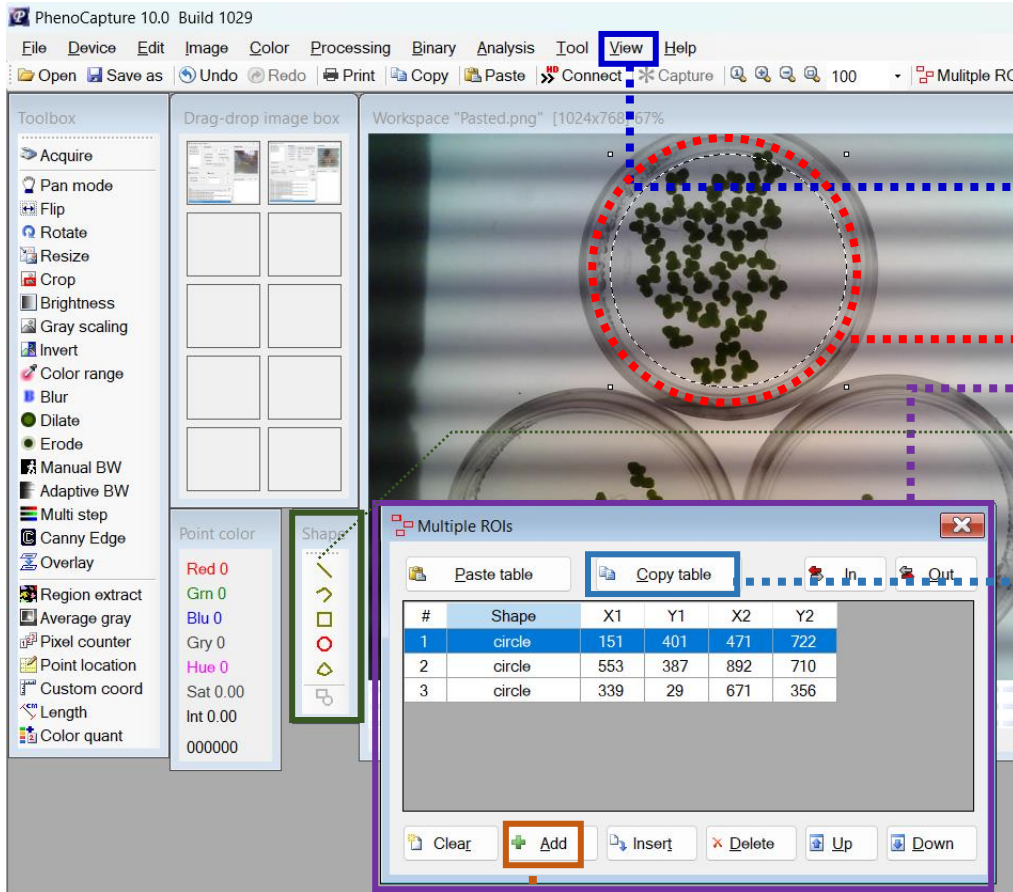 PhenoCapture 10.0 Build 1029
File Device Edit Image Color Processing Binary Analysis Tool View Help
Open Save as Undo Redo Print Copy Paste HD Connect Capture 100 Mulitple RO
Toolbox
Acquire
Pan mode
Flip
Rotate
Resize
Crop
Brightness
Gray scaling
Invert
Color range
Blur
Dilate
Erode
Manual BW
Adaptive BW
Multi step
Canny Edge
Overlay
Region extract
Average gray
Pixel counter
Point location
Custom coord
Length
Color quant
Drag-drop image box
Workspace "Pasted.png" [1024x768] 67%
Point color
Red 0
Grn 0
Blu 0
Gry 0
Hue 0
Sat 0.00
Int 0.00
000000
Shape
Multiple ROIs
Paste table Copy table In Out
# Shape X1 Y1 X2 Y2
1 circle 151 401 471 722
2 circle 553 387 892 710
3 circle 339 29 671 356
Clear Add Insert Delete Up Down